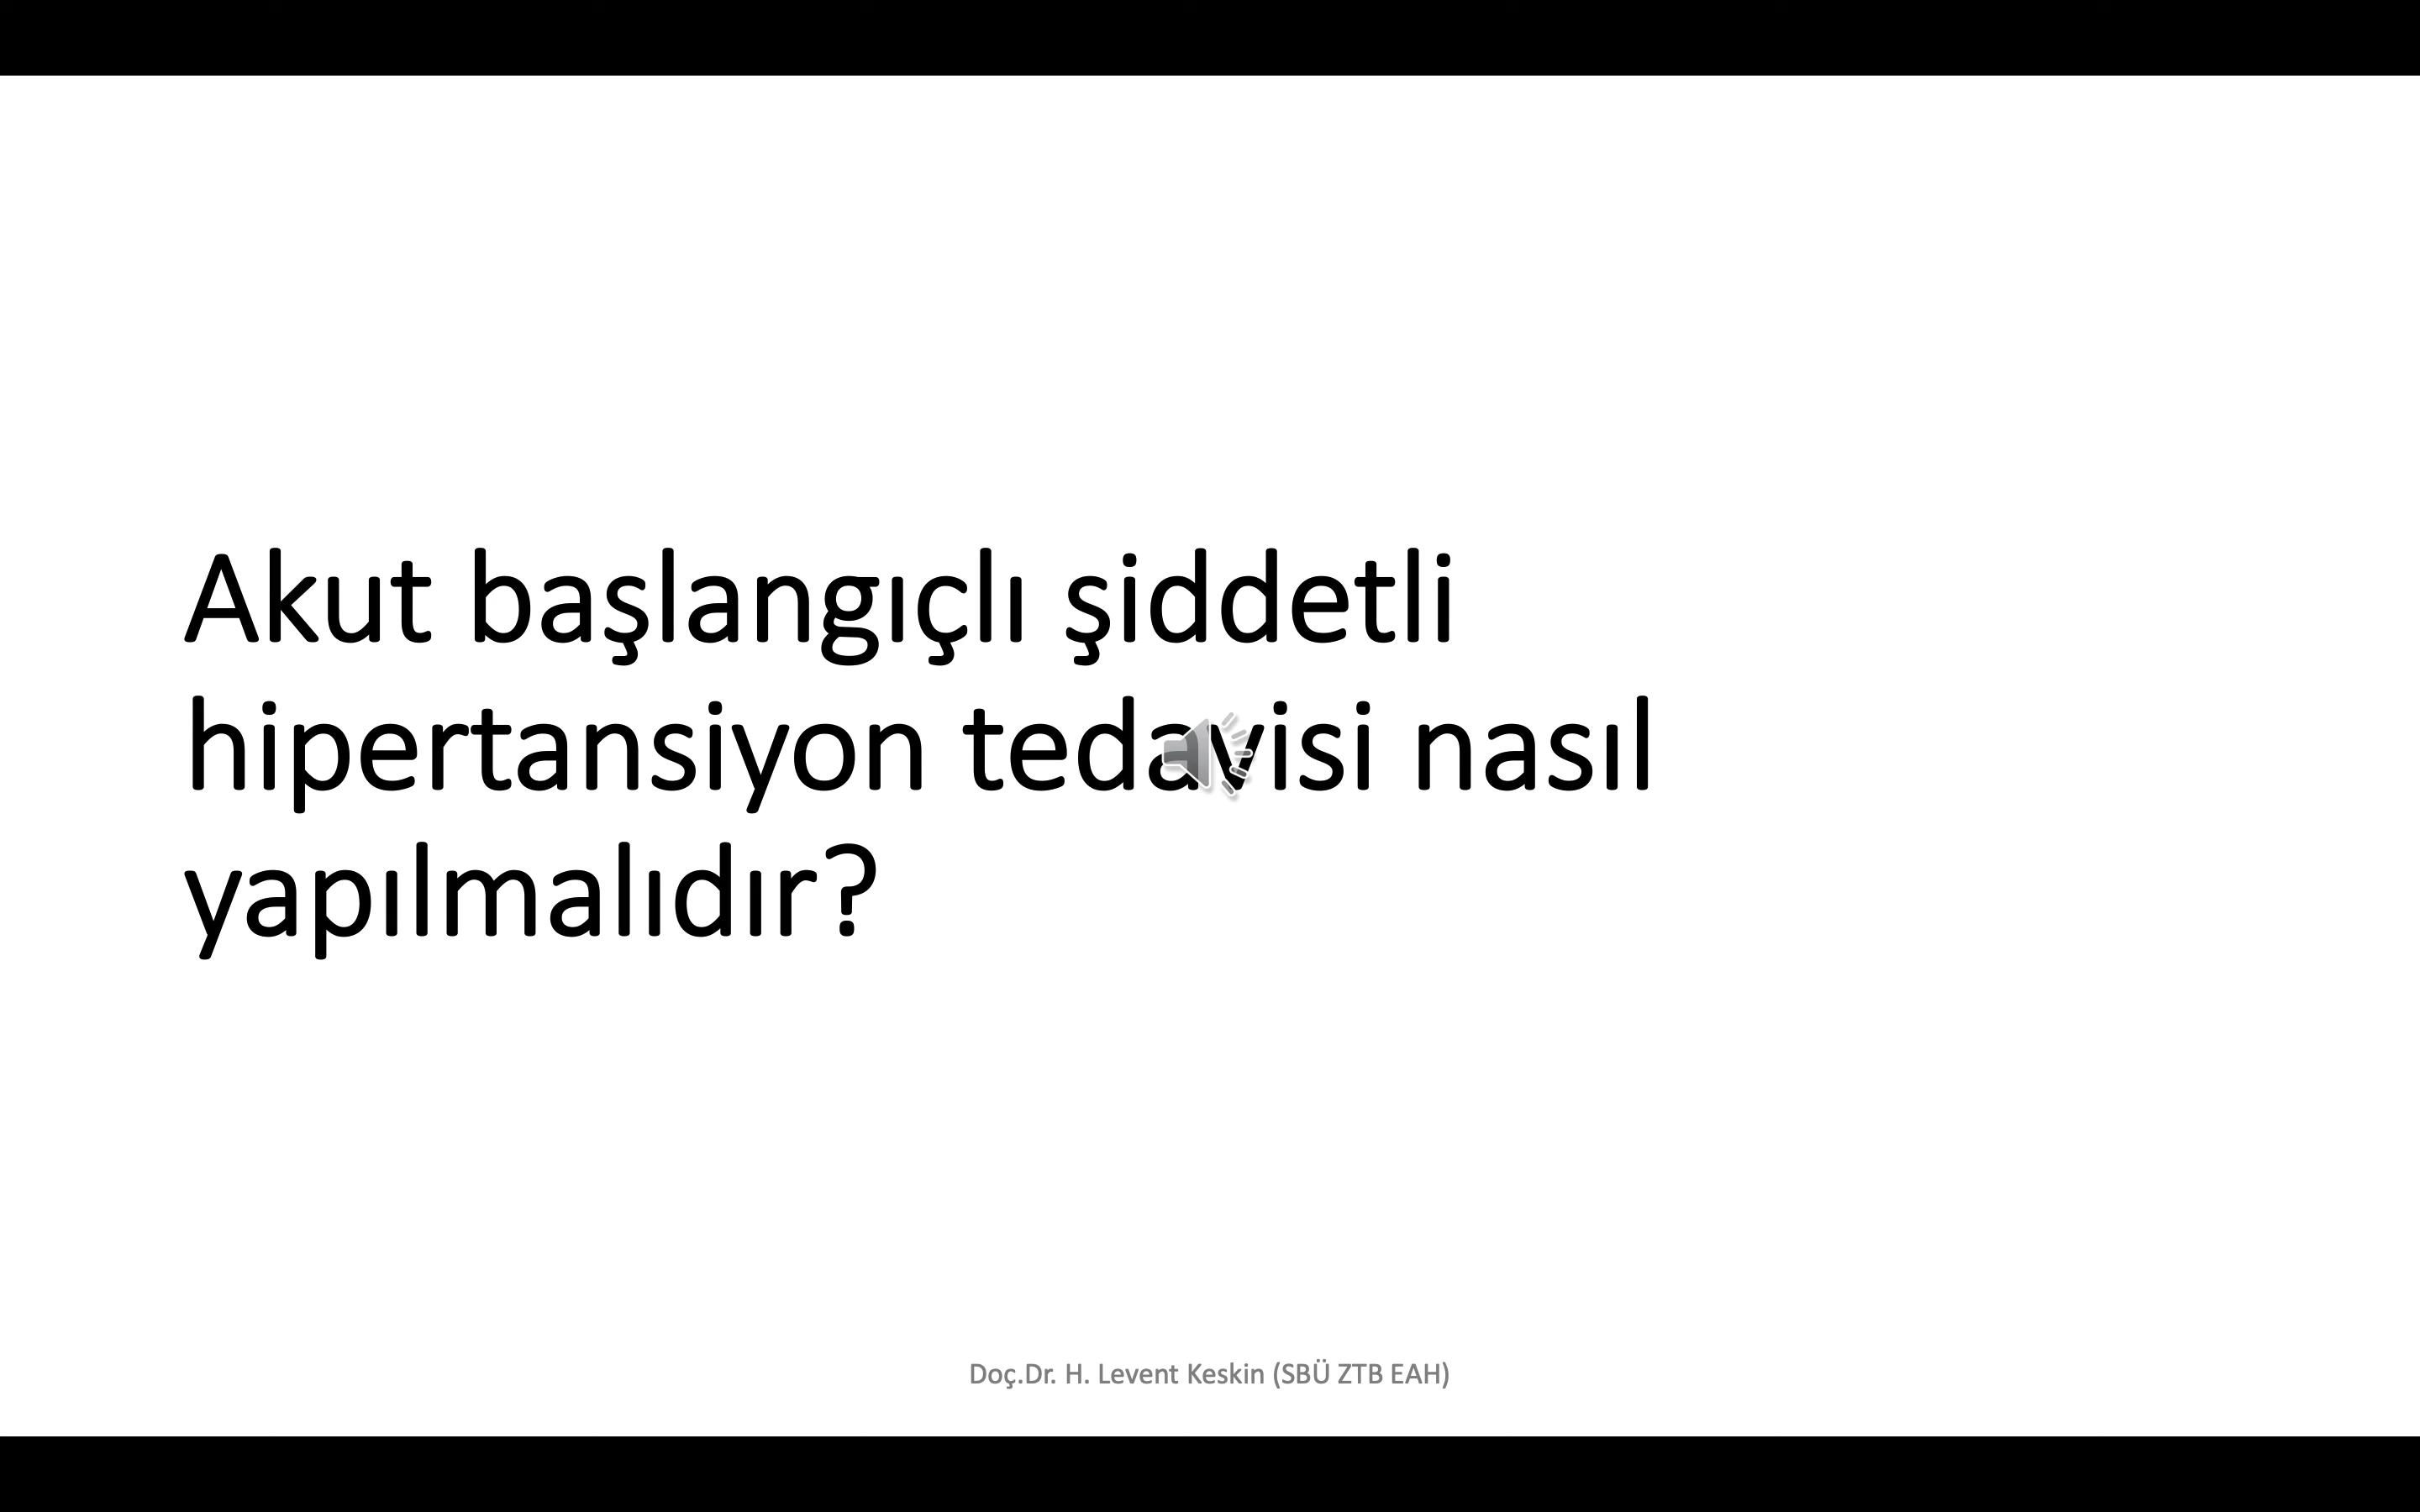 Akut başlangıçlı şiddetli
hipertansiyon tedavisi nasıl
yapılmalıdır?
Doç.Dr. H. Levent Keskin (SBÜ ZTB EAH)